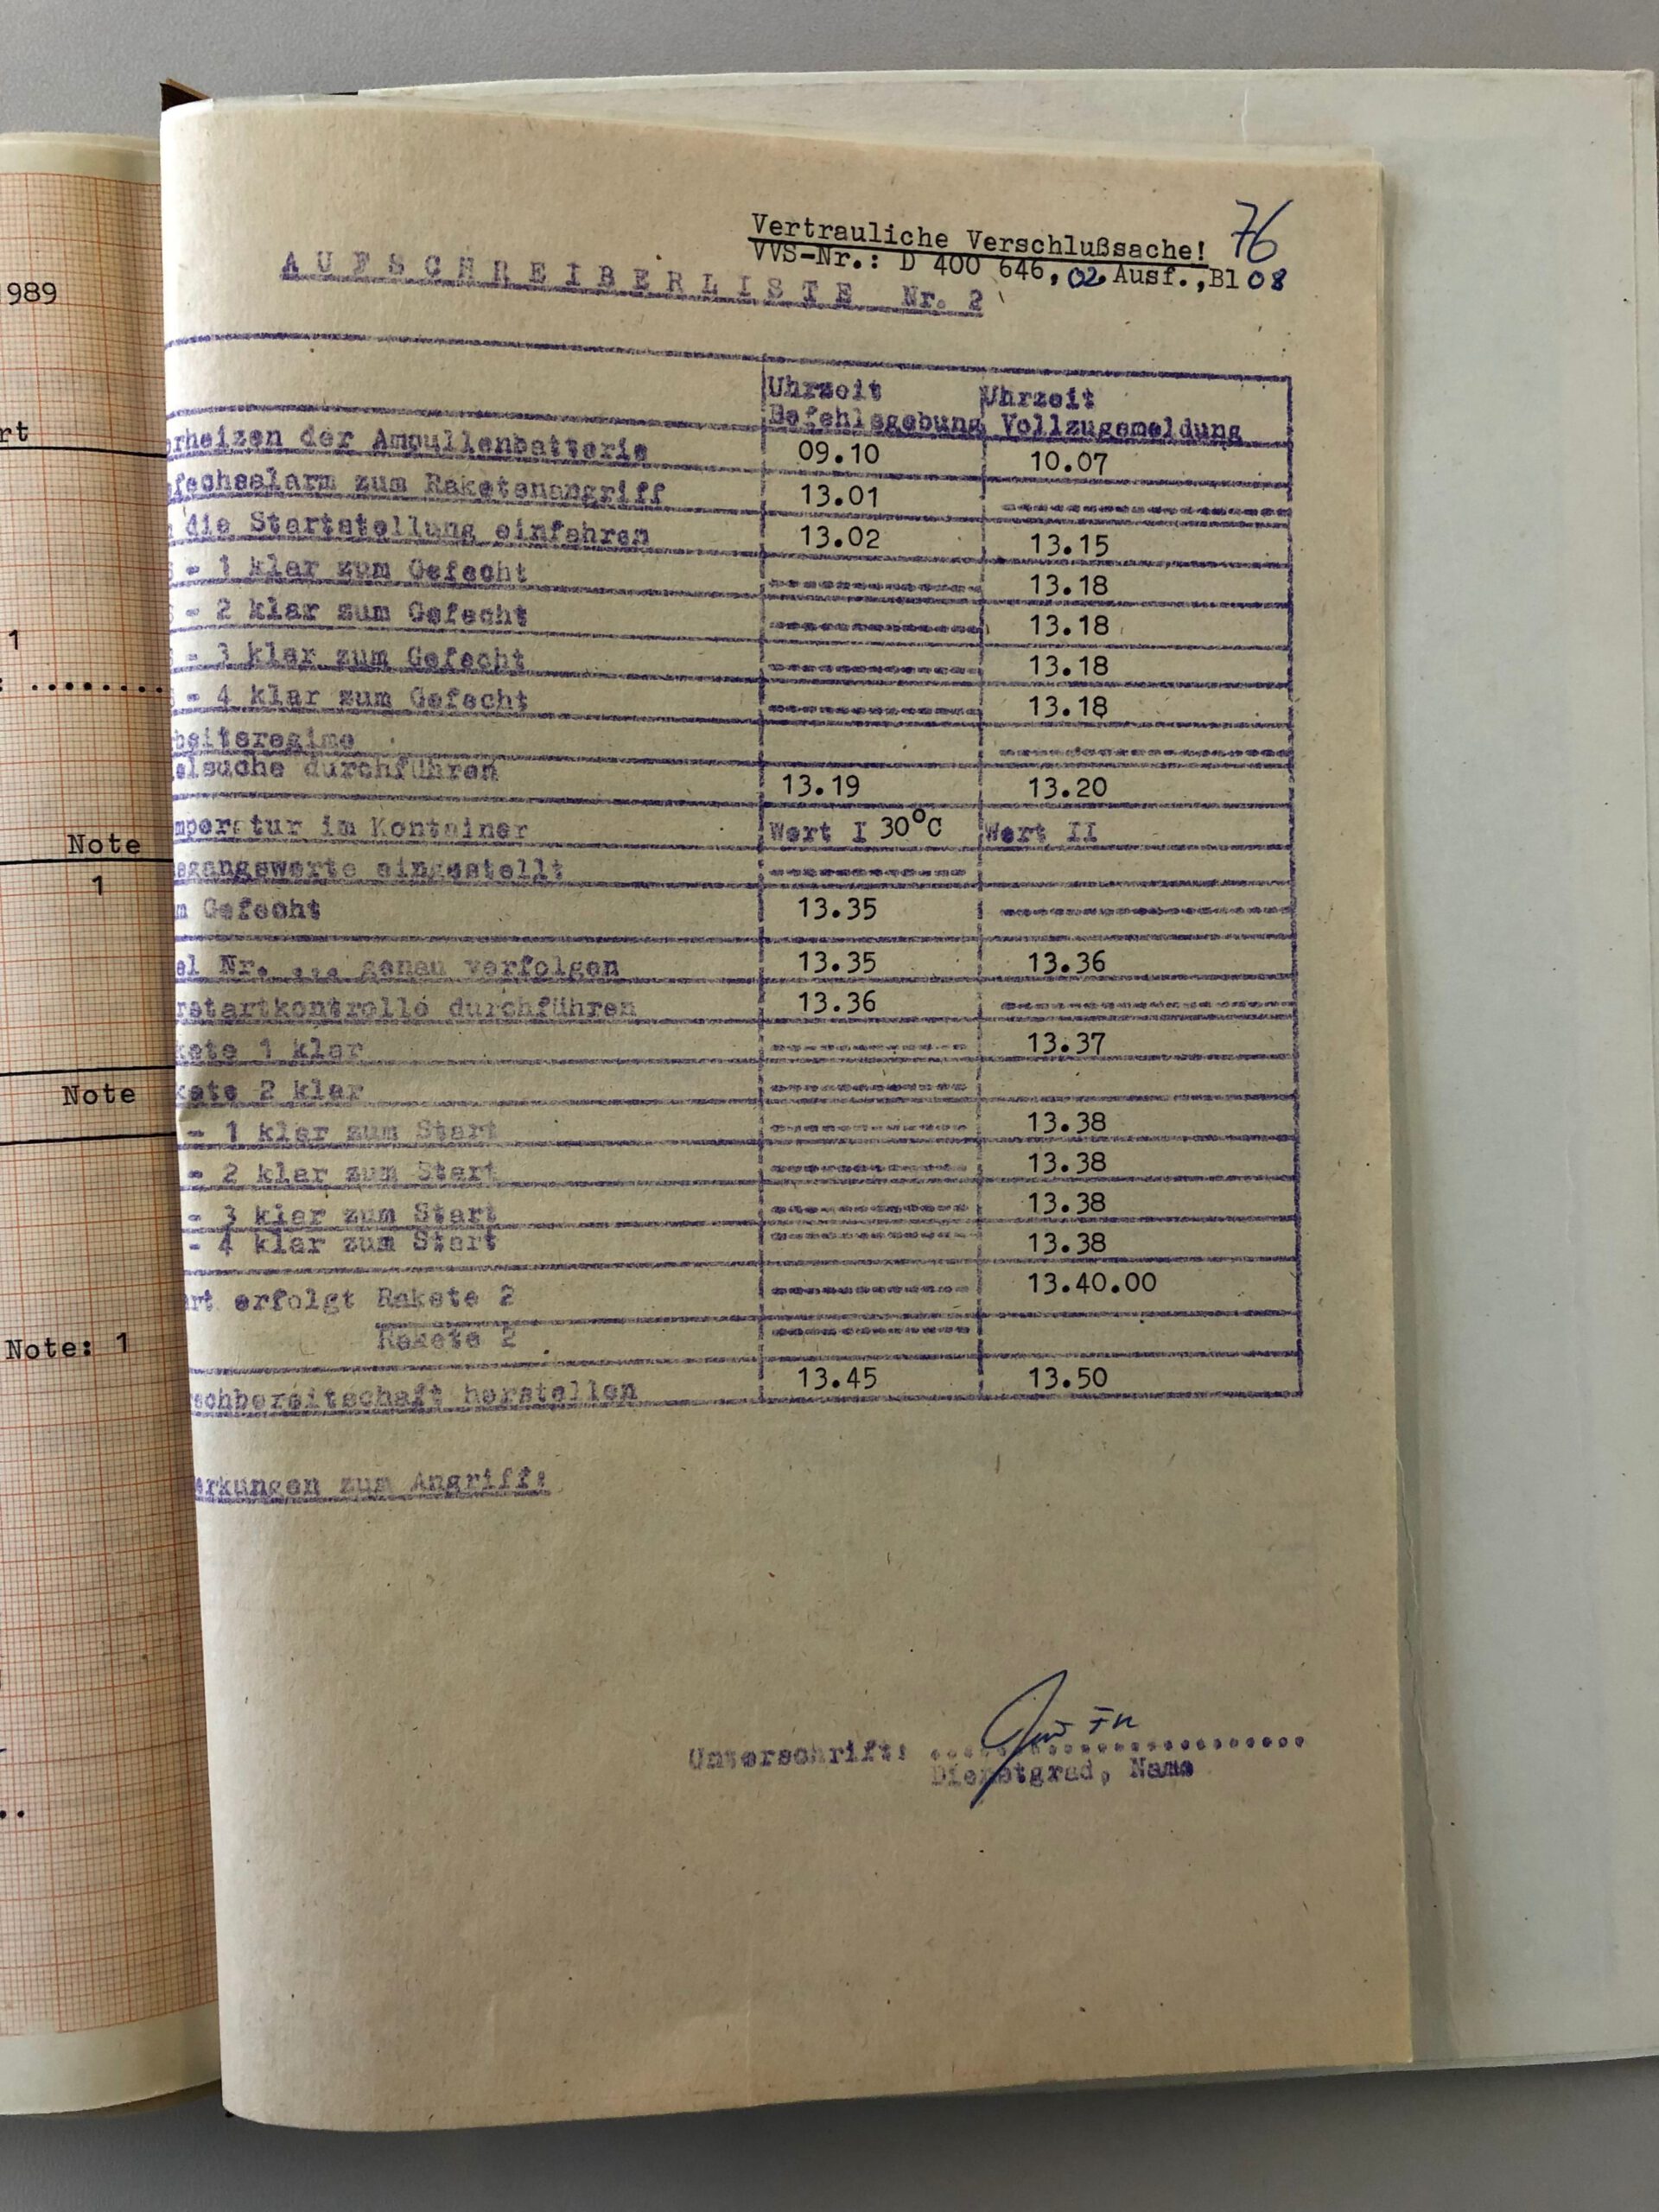 1989
rt
1
: ........
Note
1
Note
Note: 1
..
76
Vertrauliche Verschlußsache!
VVS-Nr.: D 400 646, 02. Ausf., Bl 08
AUFSCHREIBERLISTE Nr. 2
Uhrzeit Befehlsgebung
Uhrzeit Vollzugsmeldung
rheizen der Ampullenbatterie 09.10 10.07
fechsalarm zum Raketenangriff 13.01
die Startstellung einfahren 13.02 13.15
- 1 klar zum Gefecht 13.18
- 2 klar zum Gefecht 13.18
- 3 klar zum Gefecht 13.18
- 4 klar zum Gefecht 13.18
beitsregime
elsuche durchführen 13.19 13.20
mperatur im Kontainer Wert I 30°C Wert II
sgangswerte eingestellt
m Gefecht 13.35
el Nr. ... genau verfolgen 13.35 13.36
rstartkontrolle durchführen 13.36
kete 1 klar 13.37
kete 2 klar
- 1 klar zum Start 13.38
- 2 klar zum Start 13.38
- 3 klar zum Start 13.38
- 4 klar zum Start 13.38
art erfolgt Rakete 2 13.40.00
Rakete 2
schbereitschaft herstellen 13.45 13.50
erkungen zum Angriff:
Unterschrift: ........................
Dienstgrad, Name